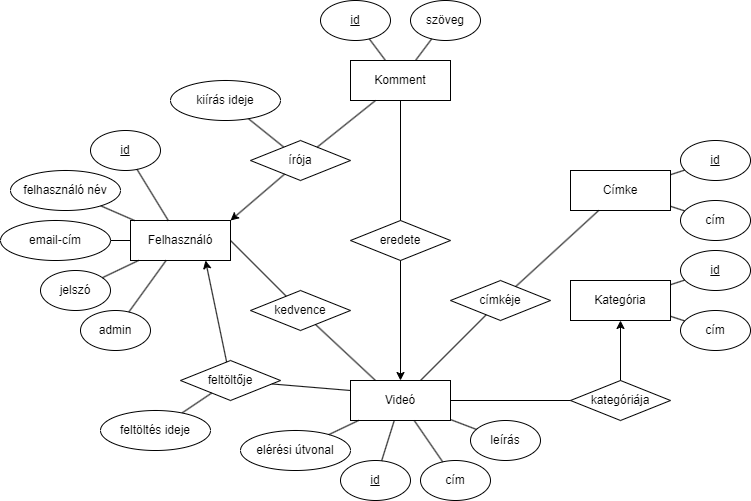 id
szöveg
Komment
kiírás ideje
id
írója
id
felhasználó név
Címke
cím
email-cím
Felhasználó
eredete
id
jelszó
kedvence
címkéje
Kategória
admin
cím
feltöltője
Videó
kategóriája
feltöltés ideje
leírás
elérési útvonal
id
cím